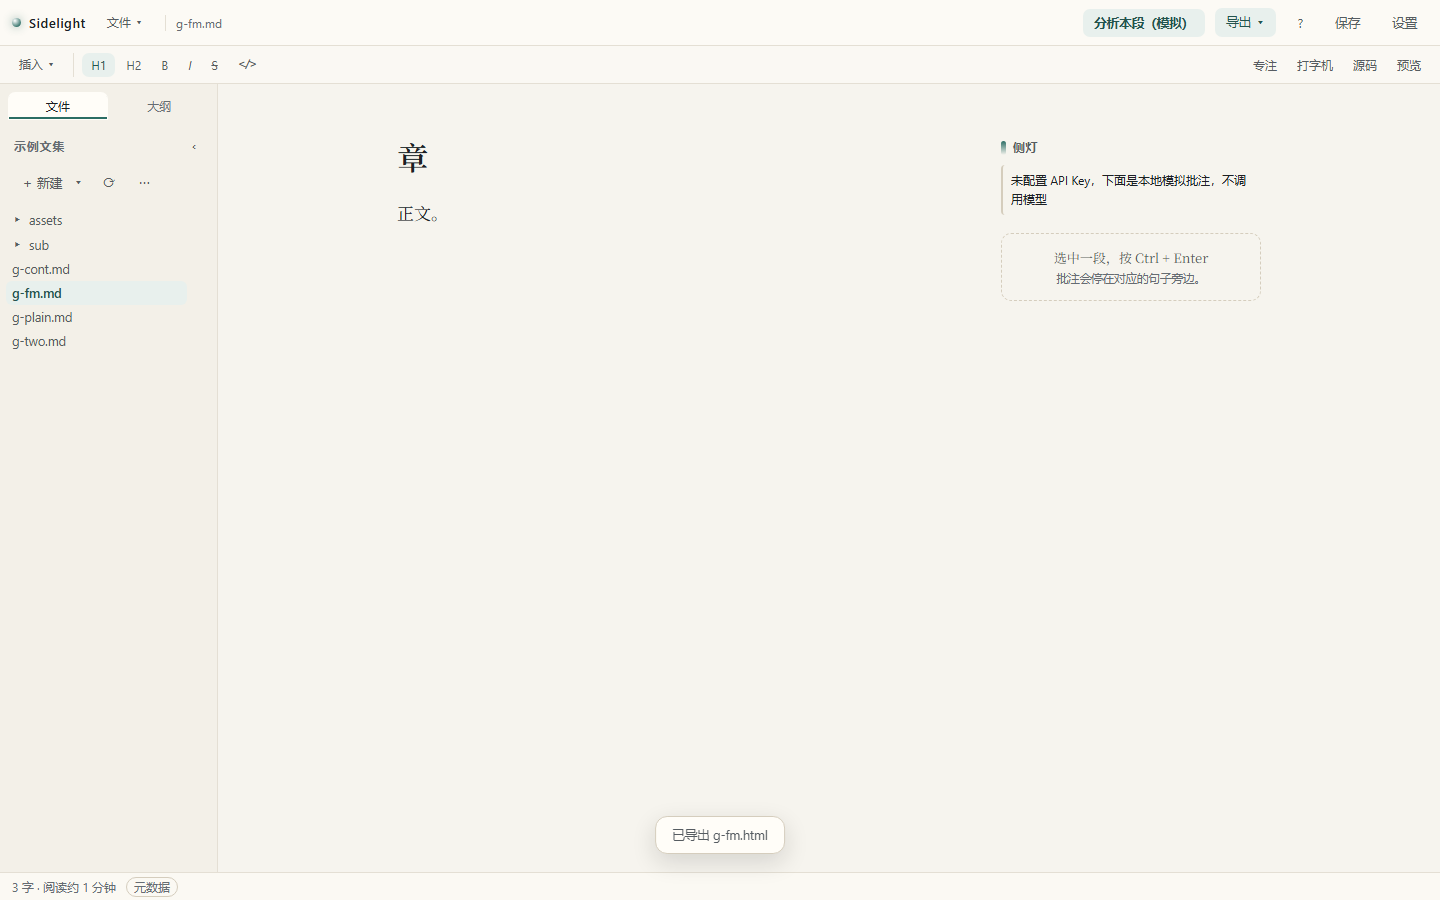 Sidelight 文件 g-fm.md 分析本段（模拟） 导出 ? 保存 设置
插入 H1 H2 B I S </> 专注 打字机 源码 预览
文件 大纲
示例文集 ‹
+ 新建 ⟳ ···
assets
sub
g-cont.md
g-fm.md
g-plain.md
g-two.md
章
正文。
侧灯
未配置 API Key，下面是本地模拟批注，不调
用模型
选中一段，按 Ctrl + Enter
批注会停在对应的句子旁边。
已导出 g-fm.html
3 字 · 阅读约 1 分钟 元数据